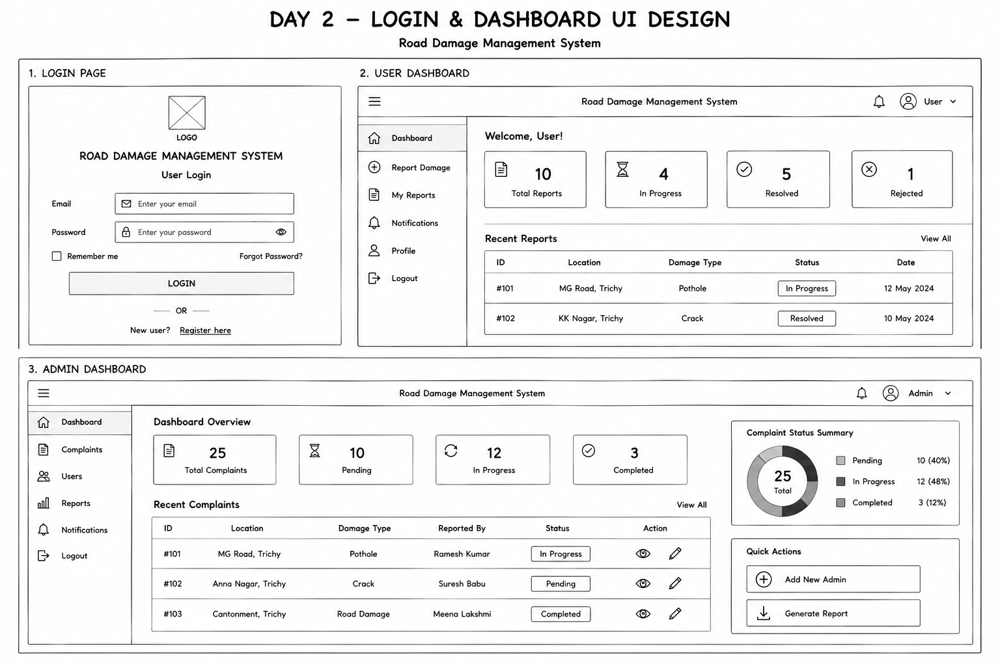 DAY 2 – LOGIN & DASHBOARD UI DESIGN
Road Damage Management System
1. LOGIN PAGE
LOGO
ROAD DAMAGE MANAGEMENT SYSTEM
User Login
Email Enter your email
Password Enter your password
Remember me Forgot Password?
LOGIN
OR
New user? Register here
2. USER DASHBOARD
Road Damage Management System User
Dashboard
Report Damage
My Reports
Notifications
Profile
Logout
Welcome, User!
10 Total Reports
4 In Progress
5 Resolved
1 Rejected
Recent Reports View All
ID Location Damage Type Status Date
#101 MG Road, Trichy Pothole In Progress 12 May 2024
#102 KK Nagar, Trichy Crack Resolved 10 May 2024
3. ADMIN DASHBOARD
Road Damage Management System Admin
Dashboard
Complaints
Users
Reports
Notifications
Logout
Dashboard Overview
25 Total Complaints
10 Pending
12 In Progress
3 Completed
Recent Complaints View All
ID Location Damage Type Reported By Status Action
#101 MG Road, Trichy Pothole Ramesh Kumar In Progress
#102 Anna Nagar, Trichy Crack Suresh Babu Pending
#103 Cantonment, Trichy Road Damage Meena Lakshmi Completed
Complaint Status Summary
25
Total
Pending 10 (40%)
In Progress 12 (48%)
Completed 3 (12%)
Quick Actions
Add New Admin
Generate Report